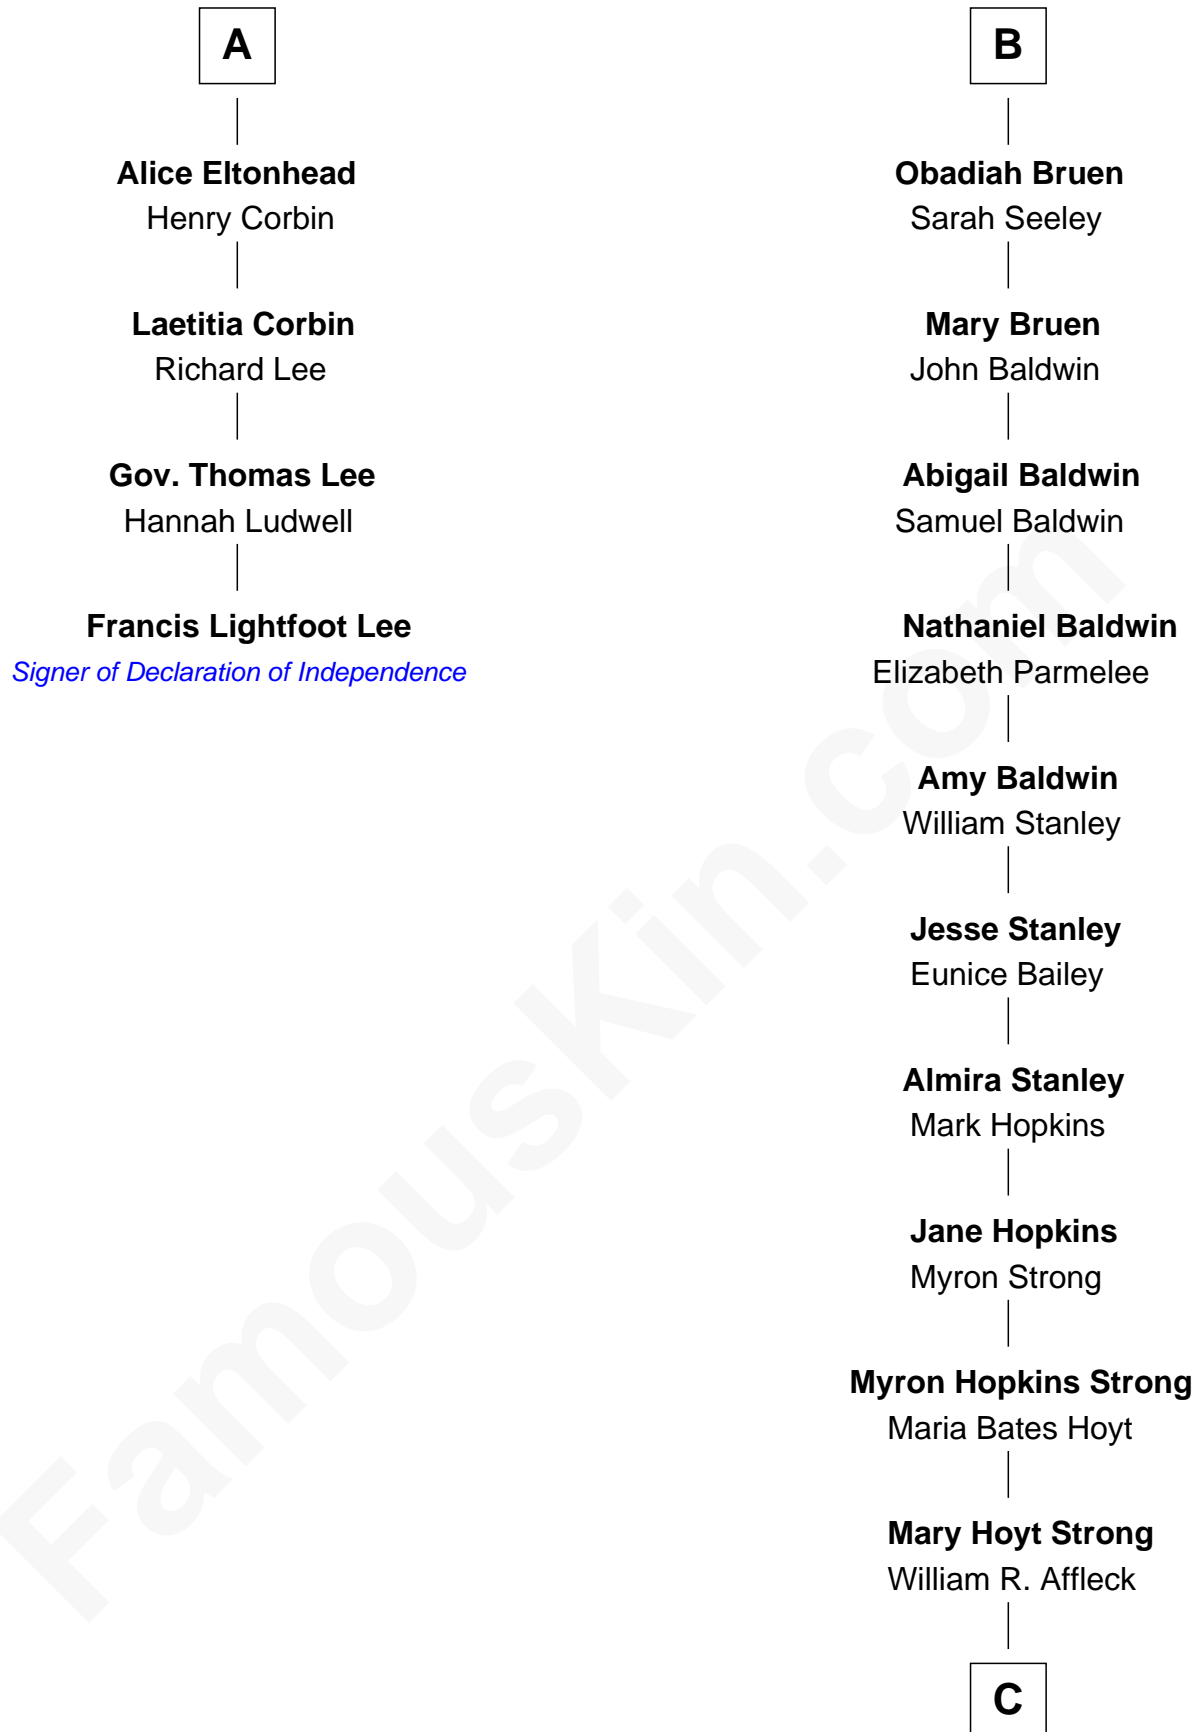 A
Alice Eltonhead
Henry Corbin
Laetitia Corbin
Richard Lee
Gov. Thomas Lee
Hannah Ludwell
Francis Lightfoot Lee
Signer of Declaration of Independence
B
Obadiah Bruen
Sarah Seeley
Mary Bruen
John Baldwin
Abigail Baldwin
Samuel Baldwin
Nathaniel Baldwin
Elizabeth Parmelee
Amy Baldwin
William Stanley
Jesse Stanley
Eunice Bailey
Almira Stanley
Mark Hopkins
Jane Hopkins
Myron Strong
Myron Hopkins Strong
Maria Bates Hoyt
Mary Hoyt Strong
William R. Affleck
C
FamousKin.com